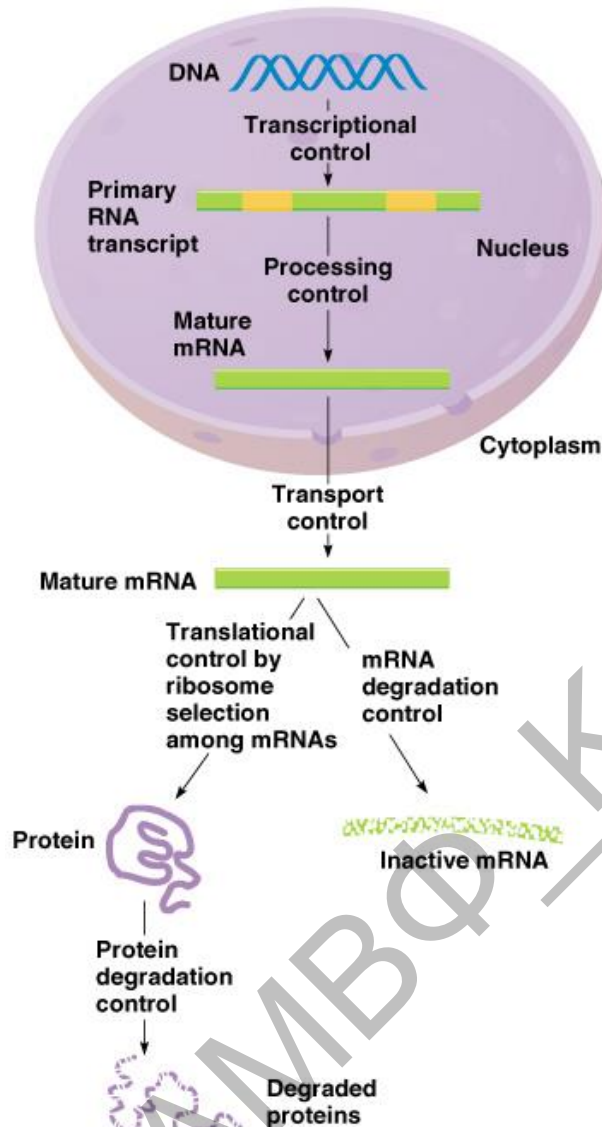 DNA
Transcriptional
control
Primary
RNA
transcript
Nucleus
Processing
control
Mature
mRNA
Cytoplasm
Transport
control
Mature mRNA
Translational
control by
ribosome
selection
among mRNAs
mRNA
degradation
control
Protein
Inactive mRNA
Protein
degradation
control
Degraded
proteins
АМВФ_К